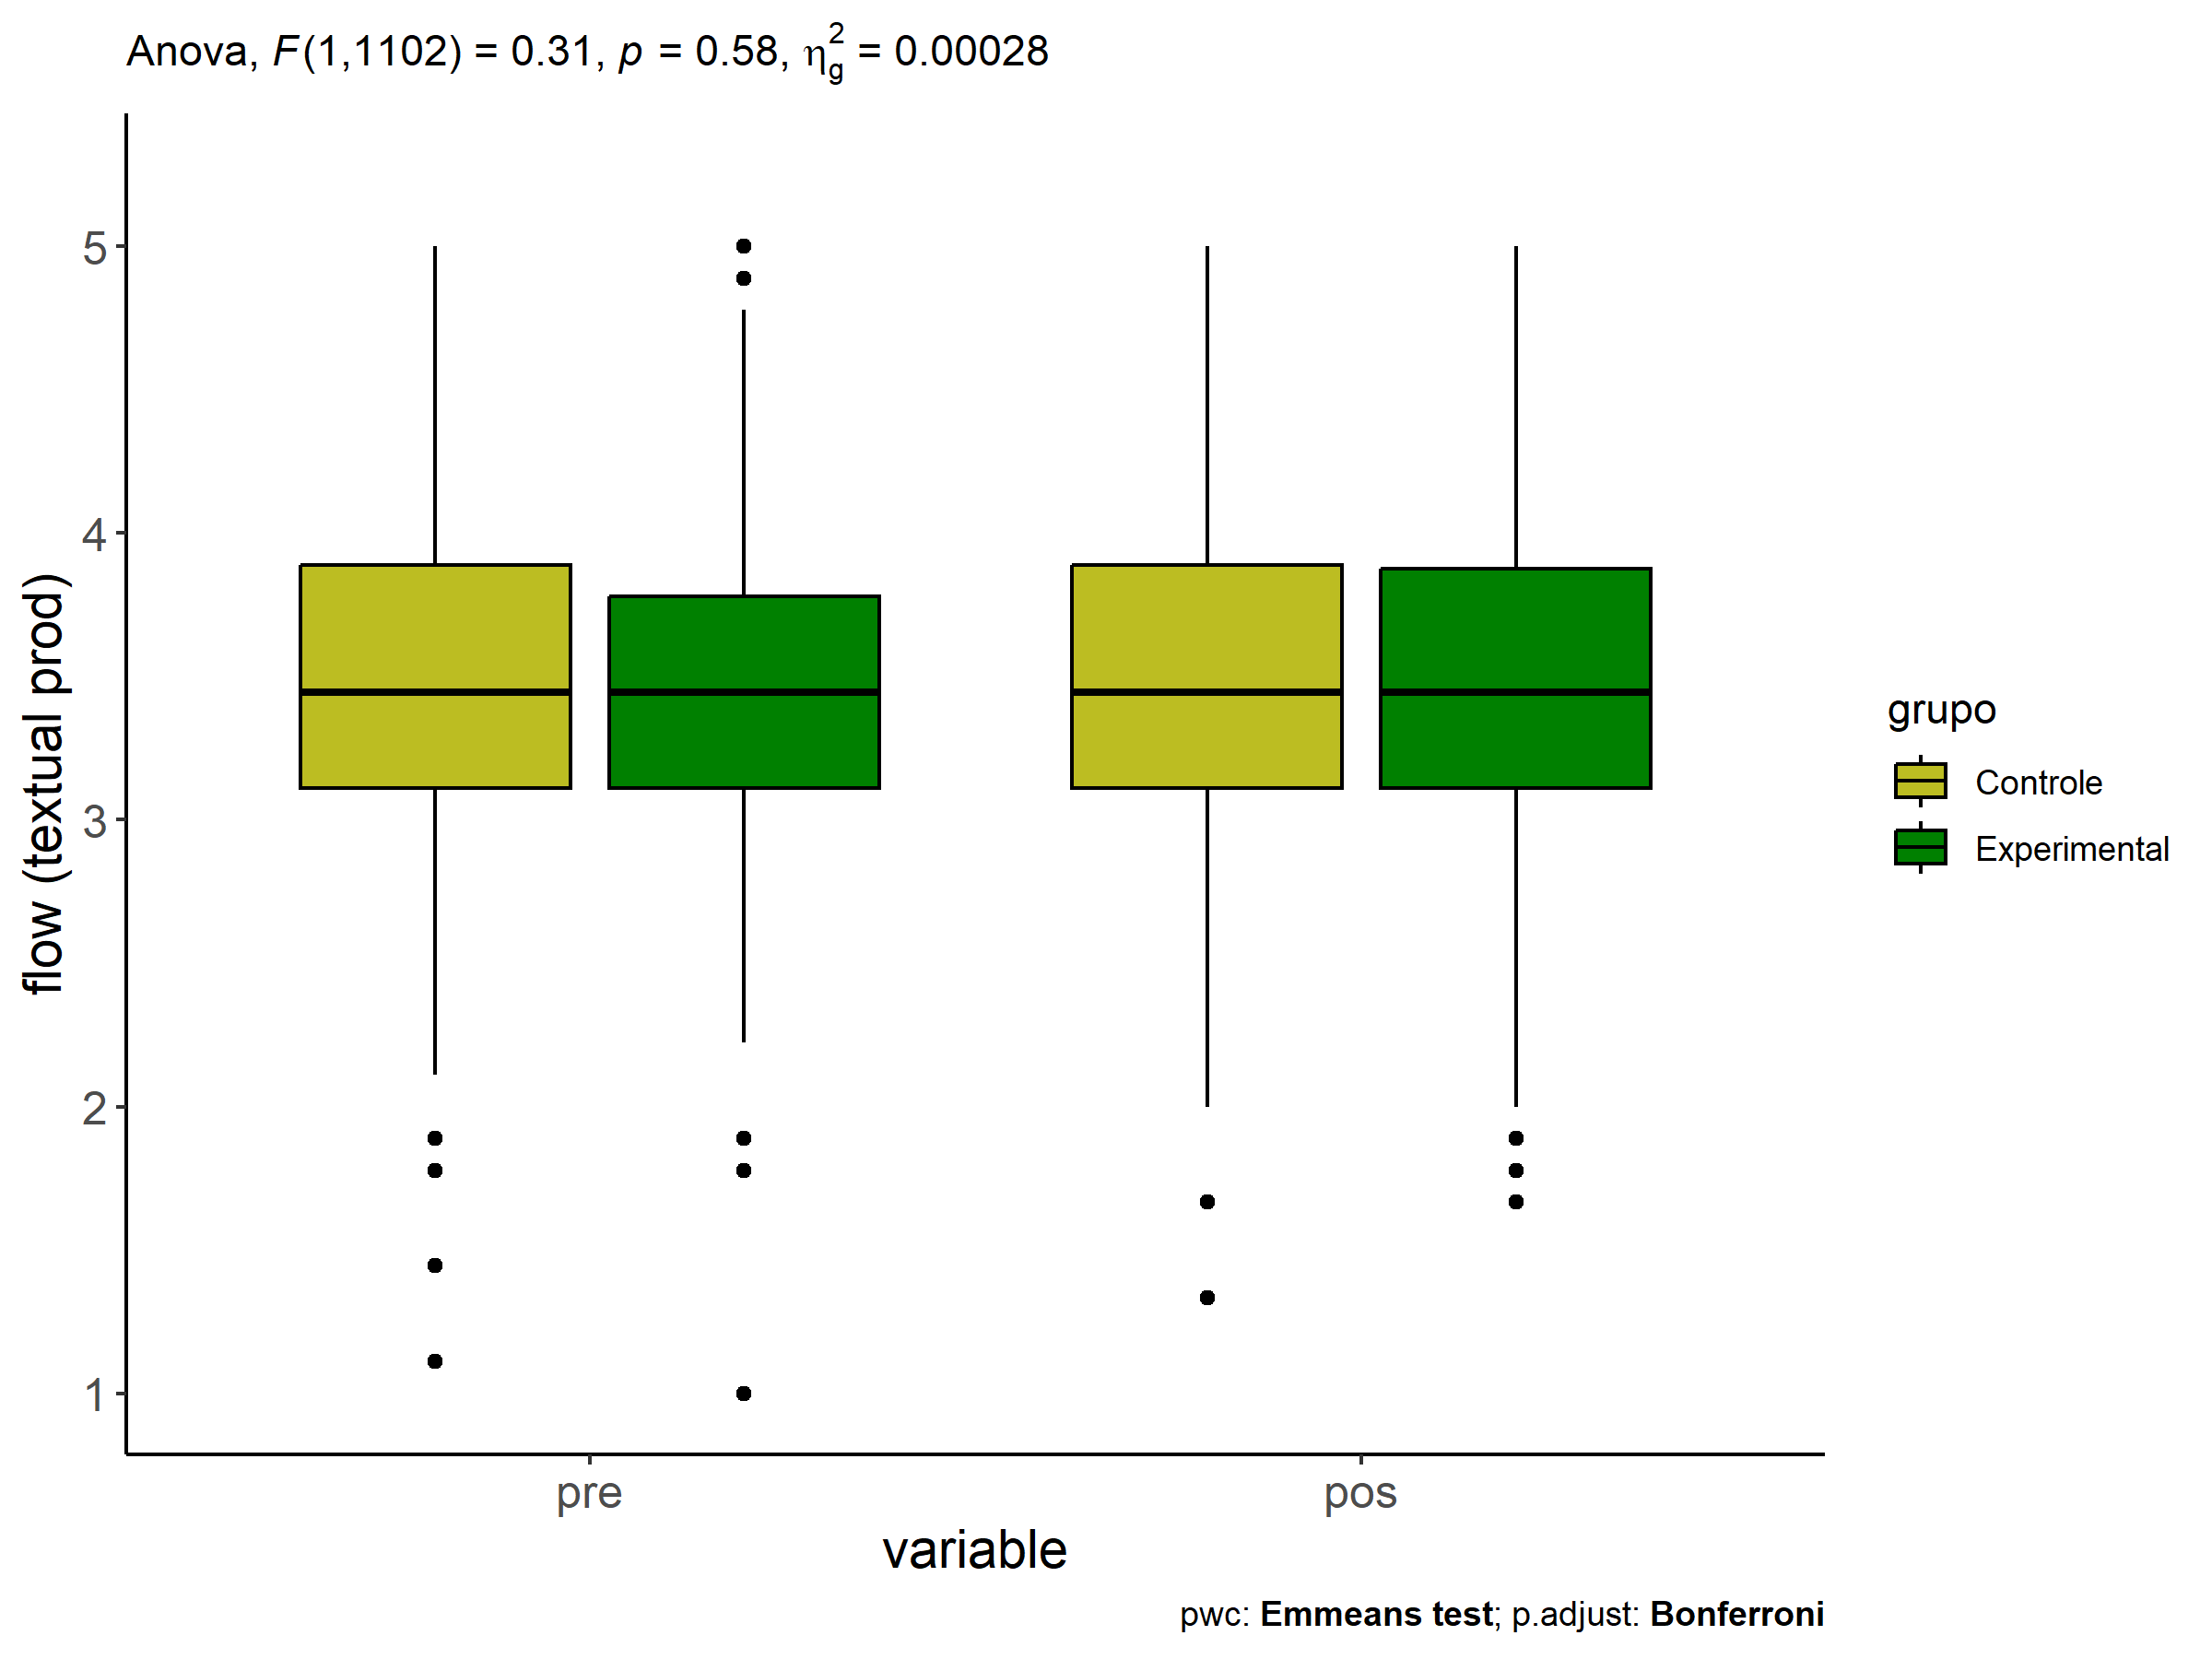 Anova, F(1,1102) = 0.31, p = 0.58, η²g = 0.00028
flow (textual prod)
5
4
3
2
1
pre
pos
variable
grupo
Controle
Experimental
pwc: Emmeans test; p.adjust: Bonferroni